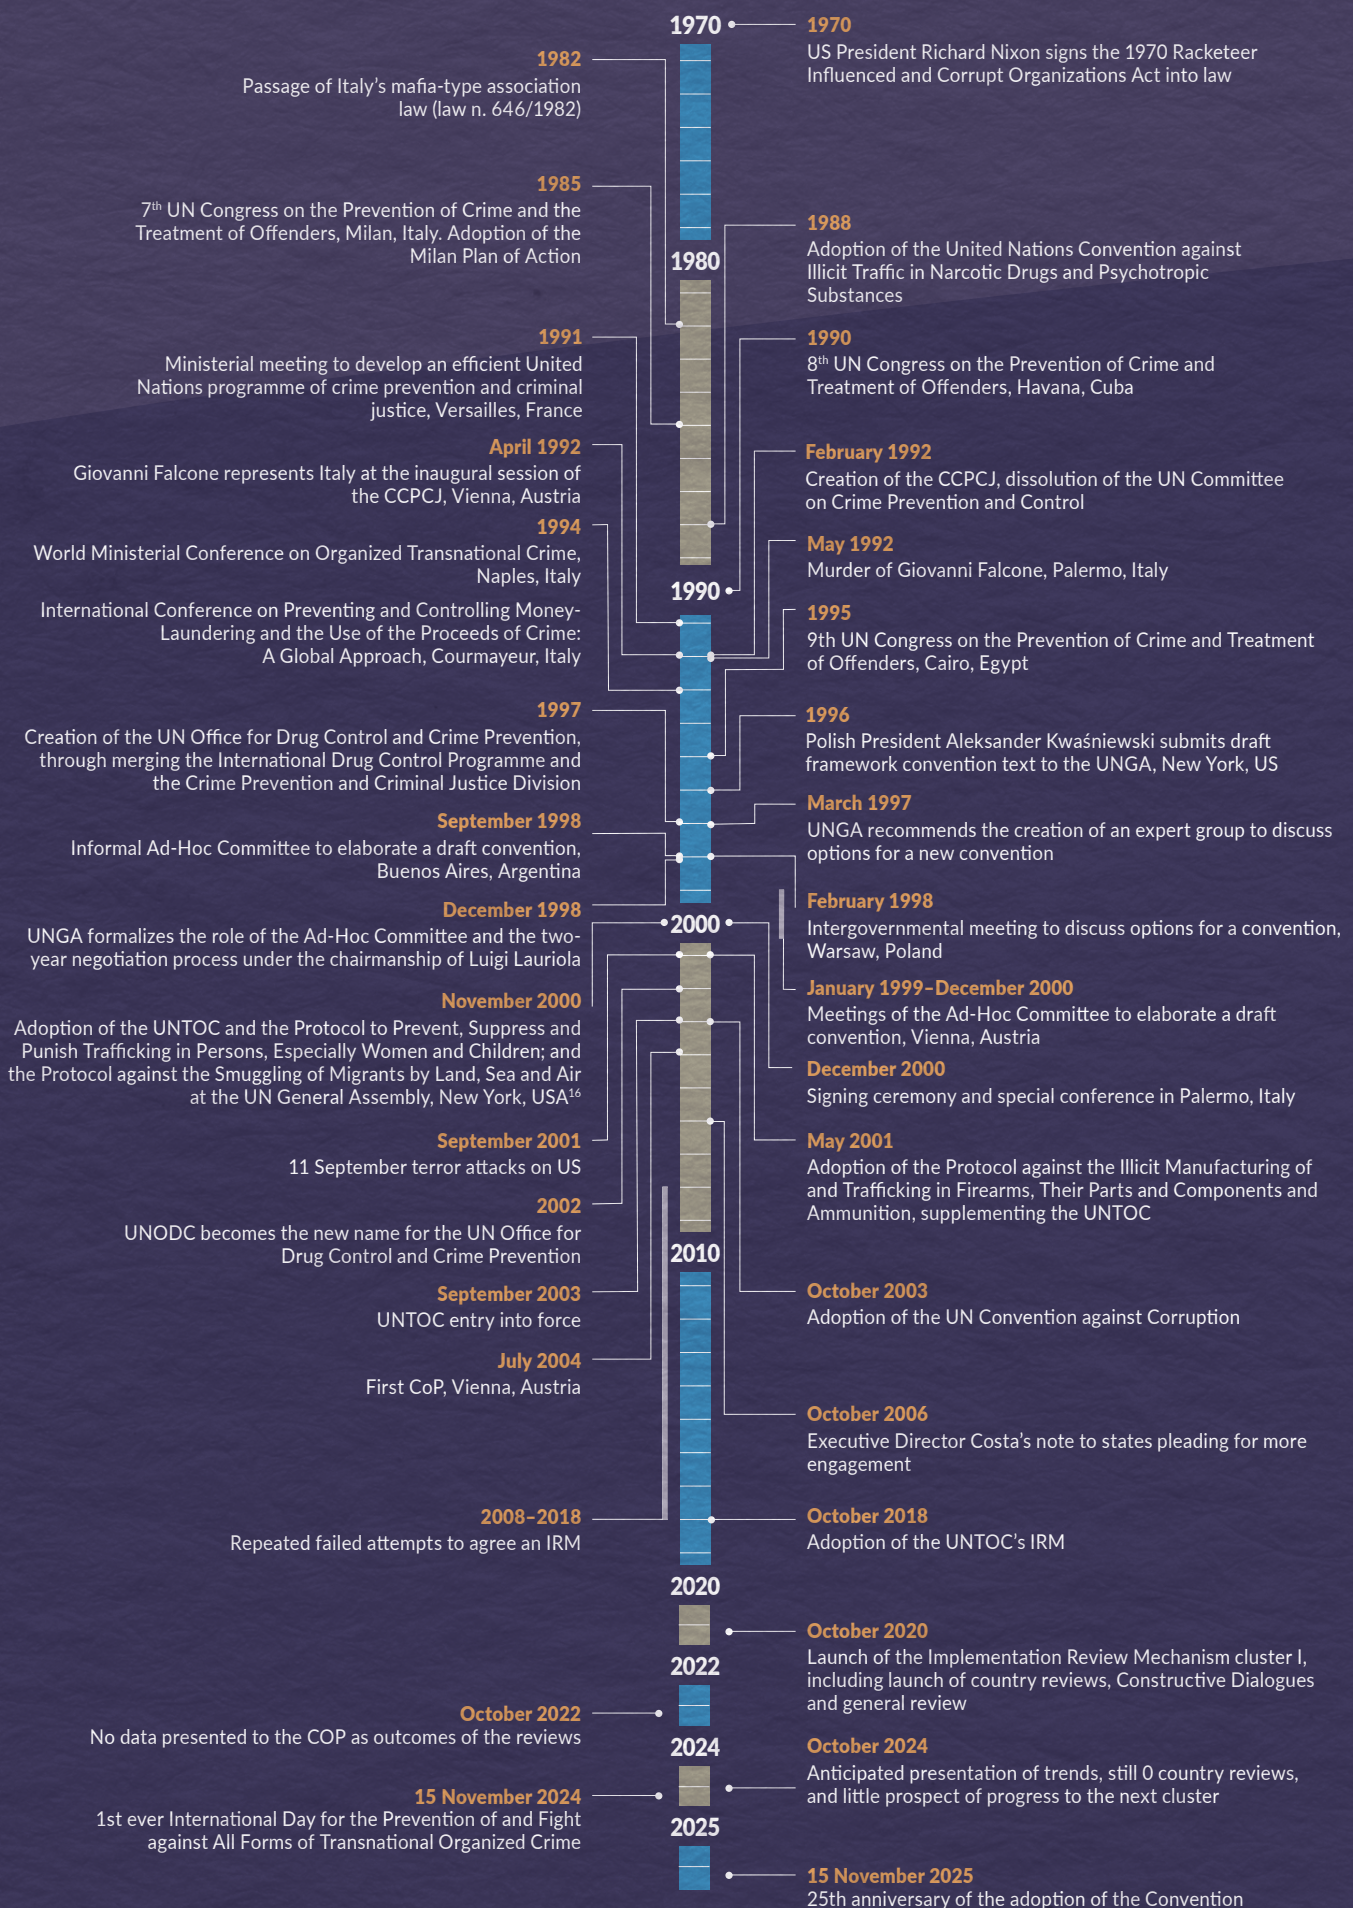 1970
1970
US President Richard Nixon signs the 1970 Racketeer
Influenced and Corrupt Organizations Act into law
1982
Passage of Italy's mafia-type association
law (law n. 646/1982)
1985
7th UN Congress on the Prevention of Crime and the
Treatment of Offenders, Milan, Italy. Adoption of the
Milan Plan of Action
1988
Adoption of the United Nations Convention against
Illicit Traffic in Narcotic Drugs and Psychotropic
Substances
1980
1991
Ministerial meeting to develop an efficient United
Nations programme of crime prevention and criminal
justice, Versailles, France
1990
8th UN Congress on the Prevention of Crime and
Treatment of Offenders, Havana, Cuba
April 1992
Giovanni Falcone represents Italy at the inaugural session of
the CCPCJ, Vienna, Austria
February 1992
Creation of the CCPCJ, dissolution of the UN Committee
on Crime Prevention and Control
1994
World Ministerial Conference on Organized Transnational Crime,
Naples, Italy
International Conference on Preventing and Controlling Money-
Laundering and the Use of the Proceeds of Crime:
A Global Approach, Courmayeur, Italy
May 1992
Murder of Giovanni Falcone, Palermo, Italy
1990
1995
9th UN Congress on the Prevention of Crime and Treatment
of Offenders, Cairo, Egypt
1997
Creation of the UN Office for Drug Control and Crime Prevention,
through merging the International Drug Control Programme and
the Crime Prevention and Criminal Justice Division
1996
Polish President Aleksander Kwaśniewski submits draft
framework convention text to the UNGA, New York, US
September 1998
Informal Ad-Hoc Committee to elaborate a draft convention,
Buenos Aires, Argentina
March 1997
UNGA recommends the creation of an expert group to discuss
options for a new convention
December 1998
UNGA formalizes the role of the Ad-Hoc Committee and the two-
year negotiation process under the chairmanship of Luigi Lauriola
2000
February 1998
Intergovernmental meeting to discuss options for a convention,
Warsaw, Poland
November 2000
Adoption of the UNTOC and the Protocol to Prevent, Suppress and
Punish Trafficking in Persons, Especially Women and Children; and
the Protocol against the Smuggling of Migrants by Land, Sea and Air
at the UN General Assembly, New York, USA16
January 1999–December 2000
Meetings of the Ad-Hoc Committee to elaborate a draft
convention, Vienna, Austria
December 2000
Signing ceremony and special conference in Palermo, Italy
September 2001
11 September terror attacks on US
May 2001
Adoption of the Protocol against the Illicit Manufacturing of
and Trafficking in Firearms, Their Parts and Components and
Ammunition, supplementing the UNTOC
2002
UNODC becomes the new name for the UN Office for
Drug Control and Crime Prevention
2010
September 2003
UNTOC entry into force
October 2003
Adoption of the UN Convention against Corruption
July 2004
First CoP, Vienna, Austria
October 2006
Executive Director Costa's note to states pleading for more
engagement
2008–2018
Repeated failed attempts to agree an IRM
October 2018
Adoption of the UNTOC's IRM
2020
October 2020
Launch of the Implementation Review Mechanism cluster I,
including launch of country reviews, Constructive Dialogues
and general review
2022
October 2022
No data presented to the COP as outcomes of the reviews
2024
October 2024
Anticipated presentation of trends, still 0 country reviews,
and little prospect of progress to the next cluster
15 November 2024
1st ever International Day for the Prevention of and Fight
against All Forms of Transnational Organized Crime
2025
15 November 2025
25th anniversary of the adoption of the Convention